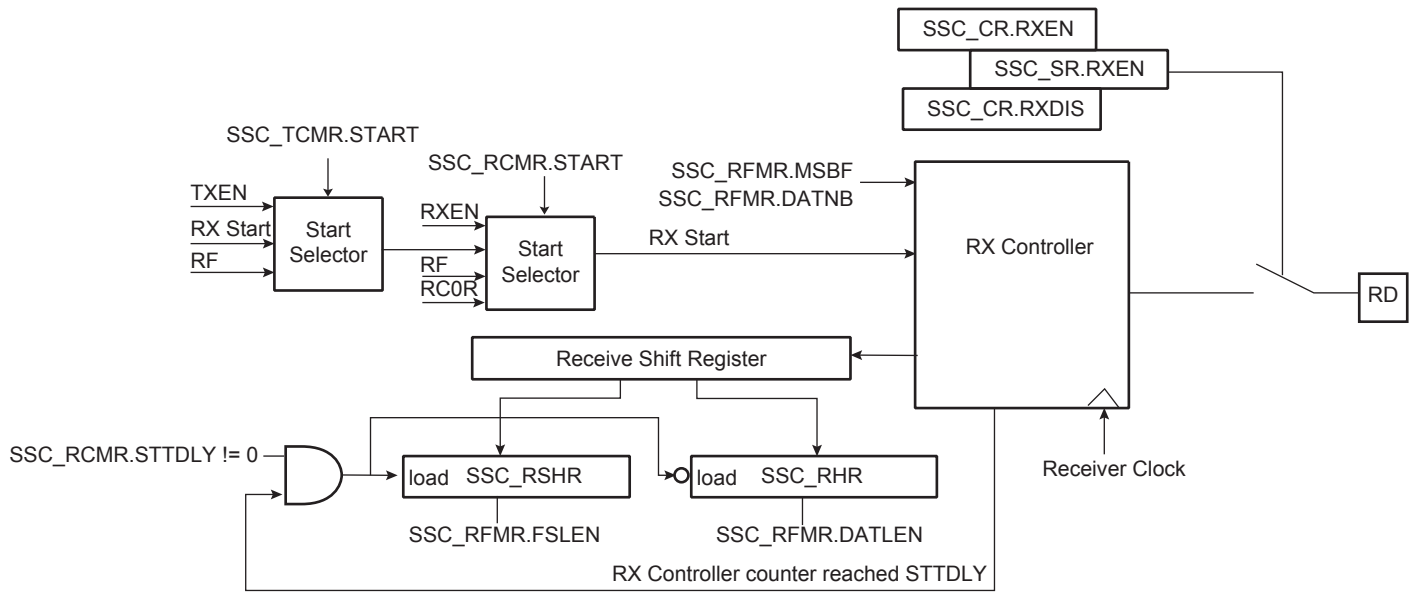 SSC_CR.RXEN
SSC_SR.RXEN
SSC_CR.RXDIS
SSC_TCMR.START
SSC_RCMR.START
SSC_RFMR.MSBF
SSC_RFMR.DATNB
TXEN
RX Start
RF
Start
Selector
RXEN
RF
RC0R
Start
Selector
RX Start
RX Controller
RD
Receive Shift Register
SSC_RCMR.STTDLY != 0
load SSC_RSHR
load SSC_RHR
Receiver Clock
SSC_RFMR.FSLEN
SSC_RFMR.DATLEN
RX Controller counter reached STTDLY